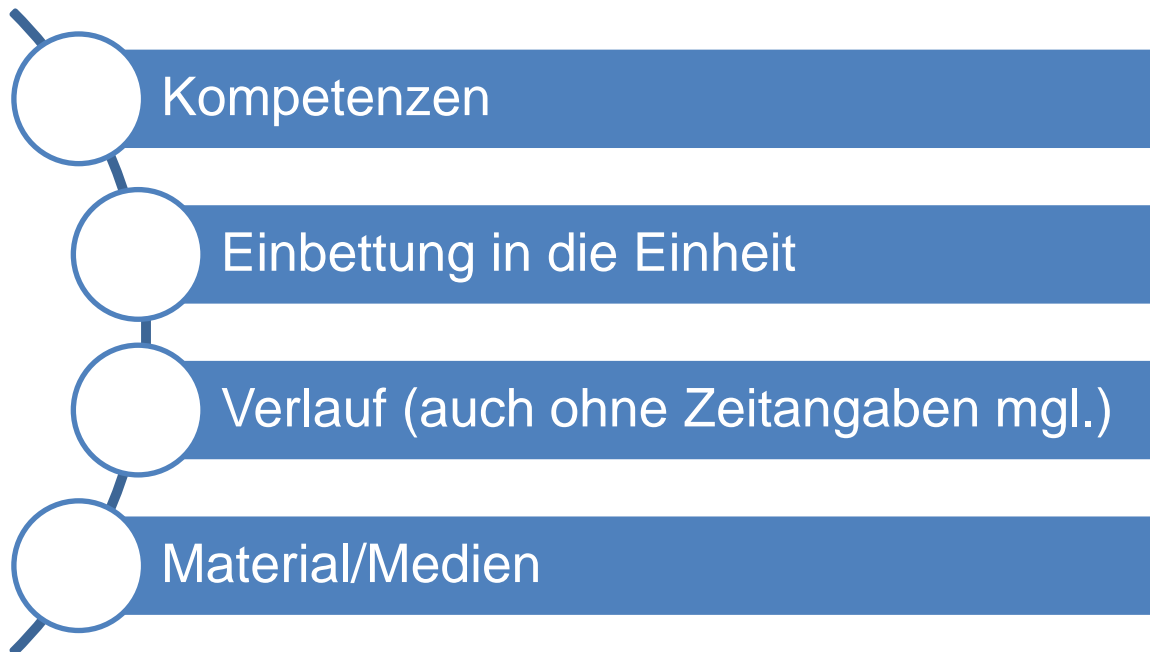 Kompetenzen
Einbettung in die Einheit
Verlauf (auch ohne Zeitangaben mgl.)
Material/Medien